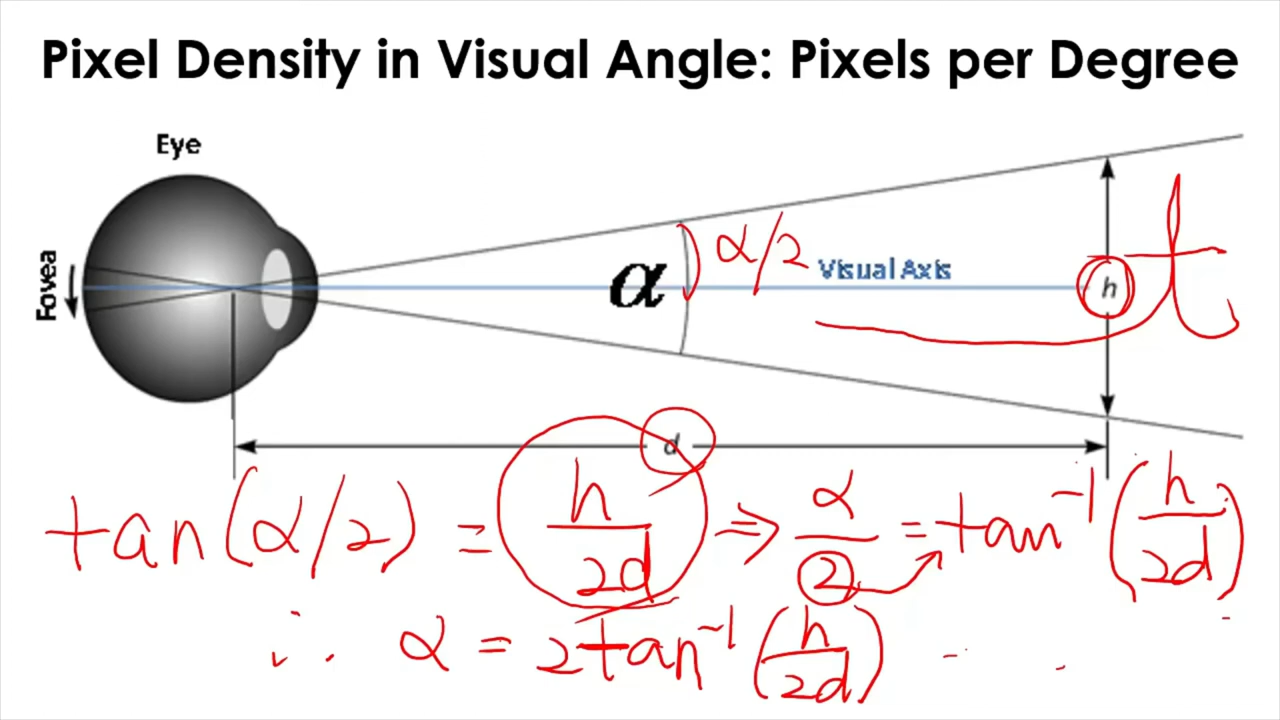 Pixel Density in Visual Angle: Pixels per Degree
Eye
Fovea
α
α/2
Visual Axis
h
t
d
tan(α/2) = h/2d ⇒ α/2 = tan⁻¹(h/2d)
∴ α = 2tan⁻¹(h/2d)